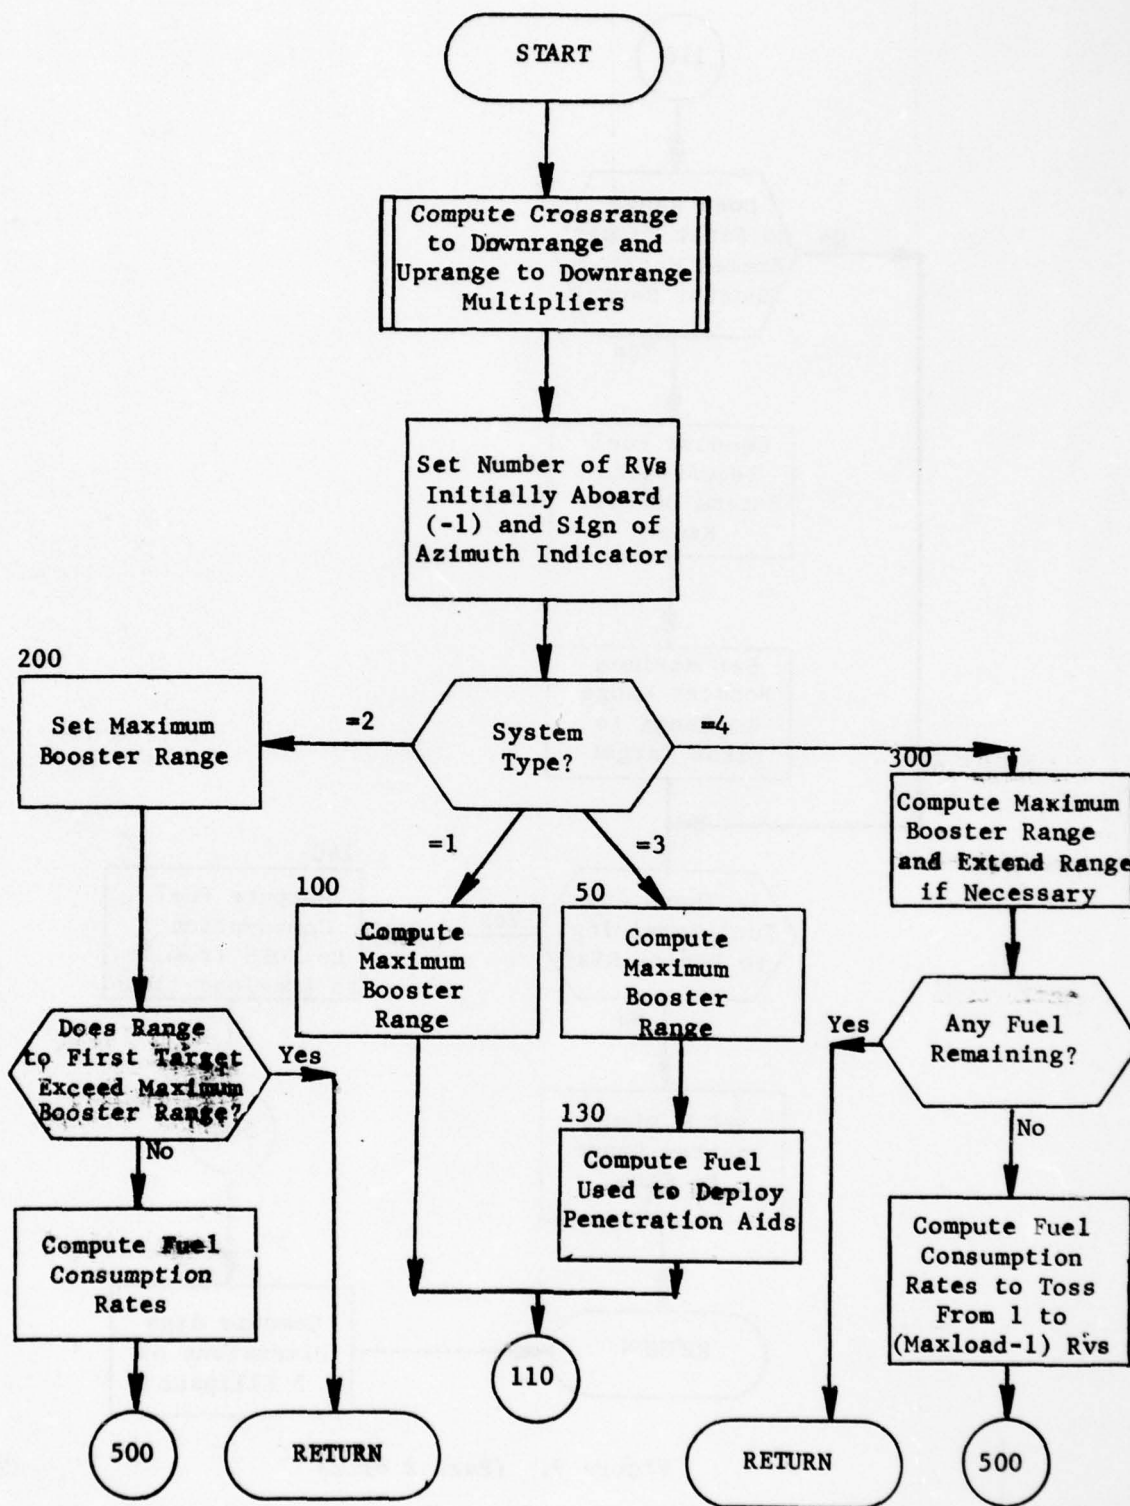 START
Compute Crossrange
to Downrange and
Uprange to Downrange
Multipliers
Set Number of RVs
Initially Aboard
(-1) and Sign of
Azimuth Indicator
System
Type?
=2
=4
=1
=3
200
Set Maximum
Booster Range
300
Compute Maximum
Booster Range
and Extend Range
if Necessary
100
Compute
Maximum
Booster
Range
50
Compute
Maximum
Booster
Range
Does Range
to First Target
Exceed Maximum
Booster Range?
Yes
No
Yes
Any Fuel
Remaining?
No
130
Compute Fuel
Used to Deploy
Penetration Aids
Compute Fuel
Consumption
Rates
Compute Fuel
Consumption
Rates to Toss
From 1 to
(Maxload-1) Rvs
110
500
RETURN
RETURN
500